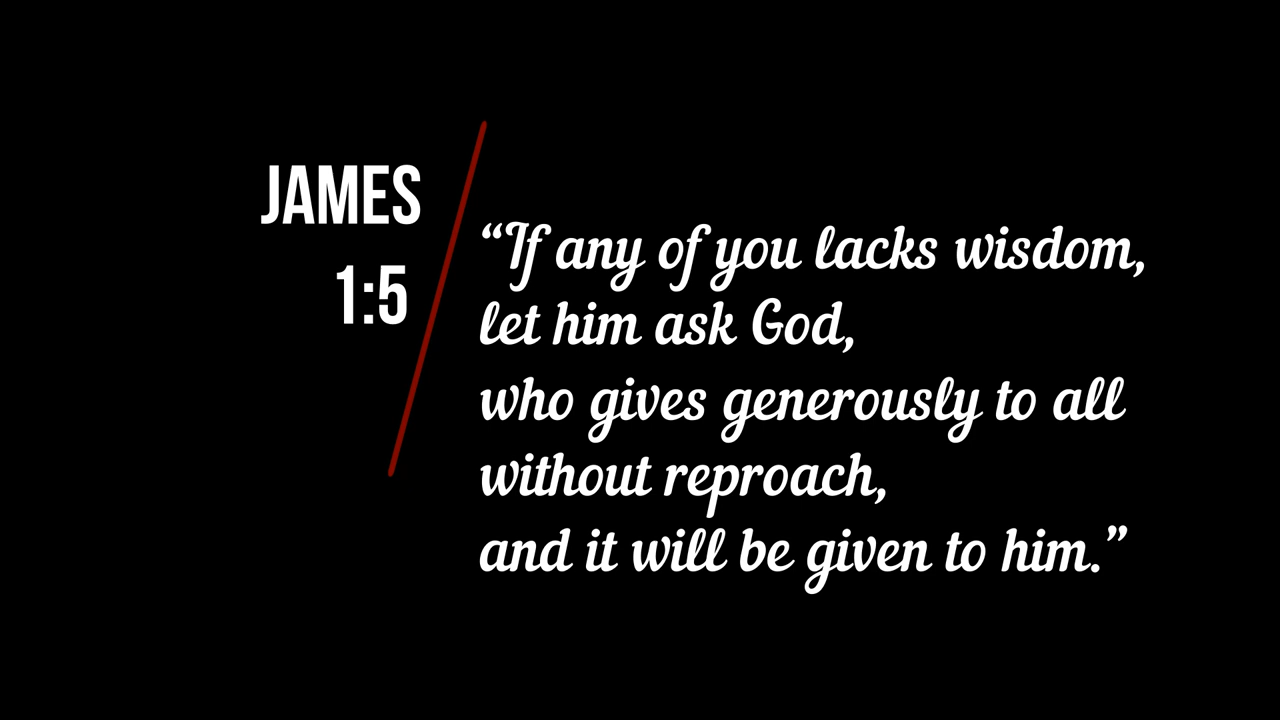 JAMES
1:5
“If any of you lacks wisdom,
let him ask God,
who gives generously to all
without reproach,
and it will be given to him.”